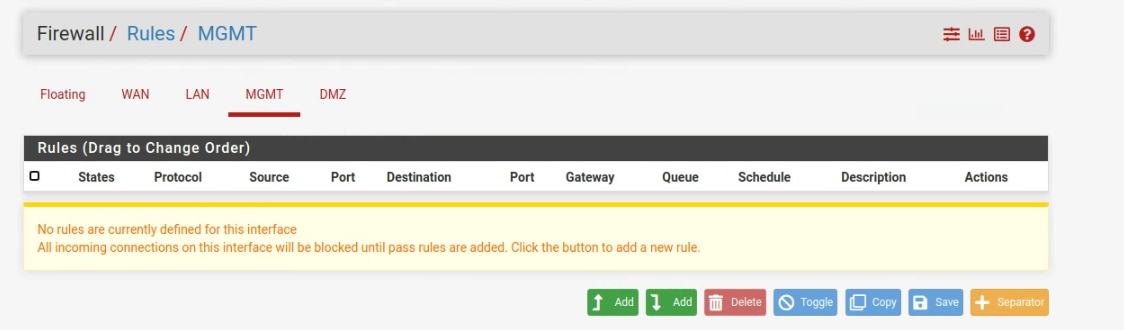 Firewall / Rules / MGMT
Floating WAN LAN MGMT DMZ
Rules (Drag to Change Order)
States Protocol Source Port Destination Port Gateway Queue Schedule Description Actions
No rules are currently defined for this interface
All incoming connections on this interface will be blocked until pass rules are added. Click the button to add a new rule.
Add Add Delete Toggle Copy Save Separator